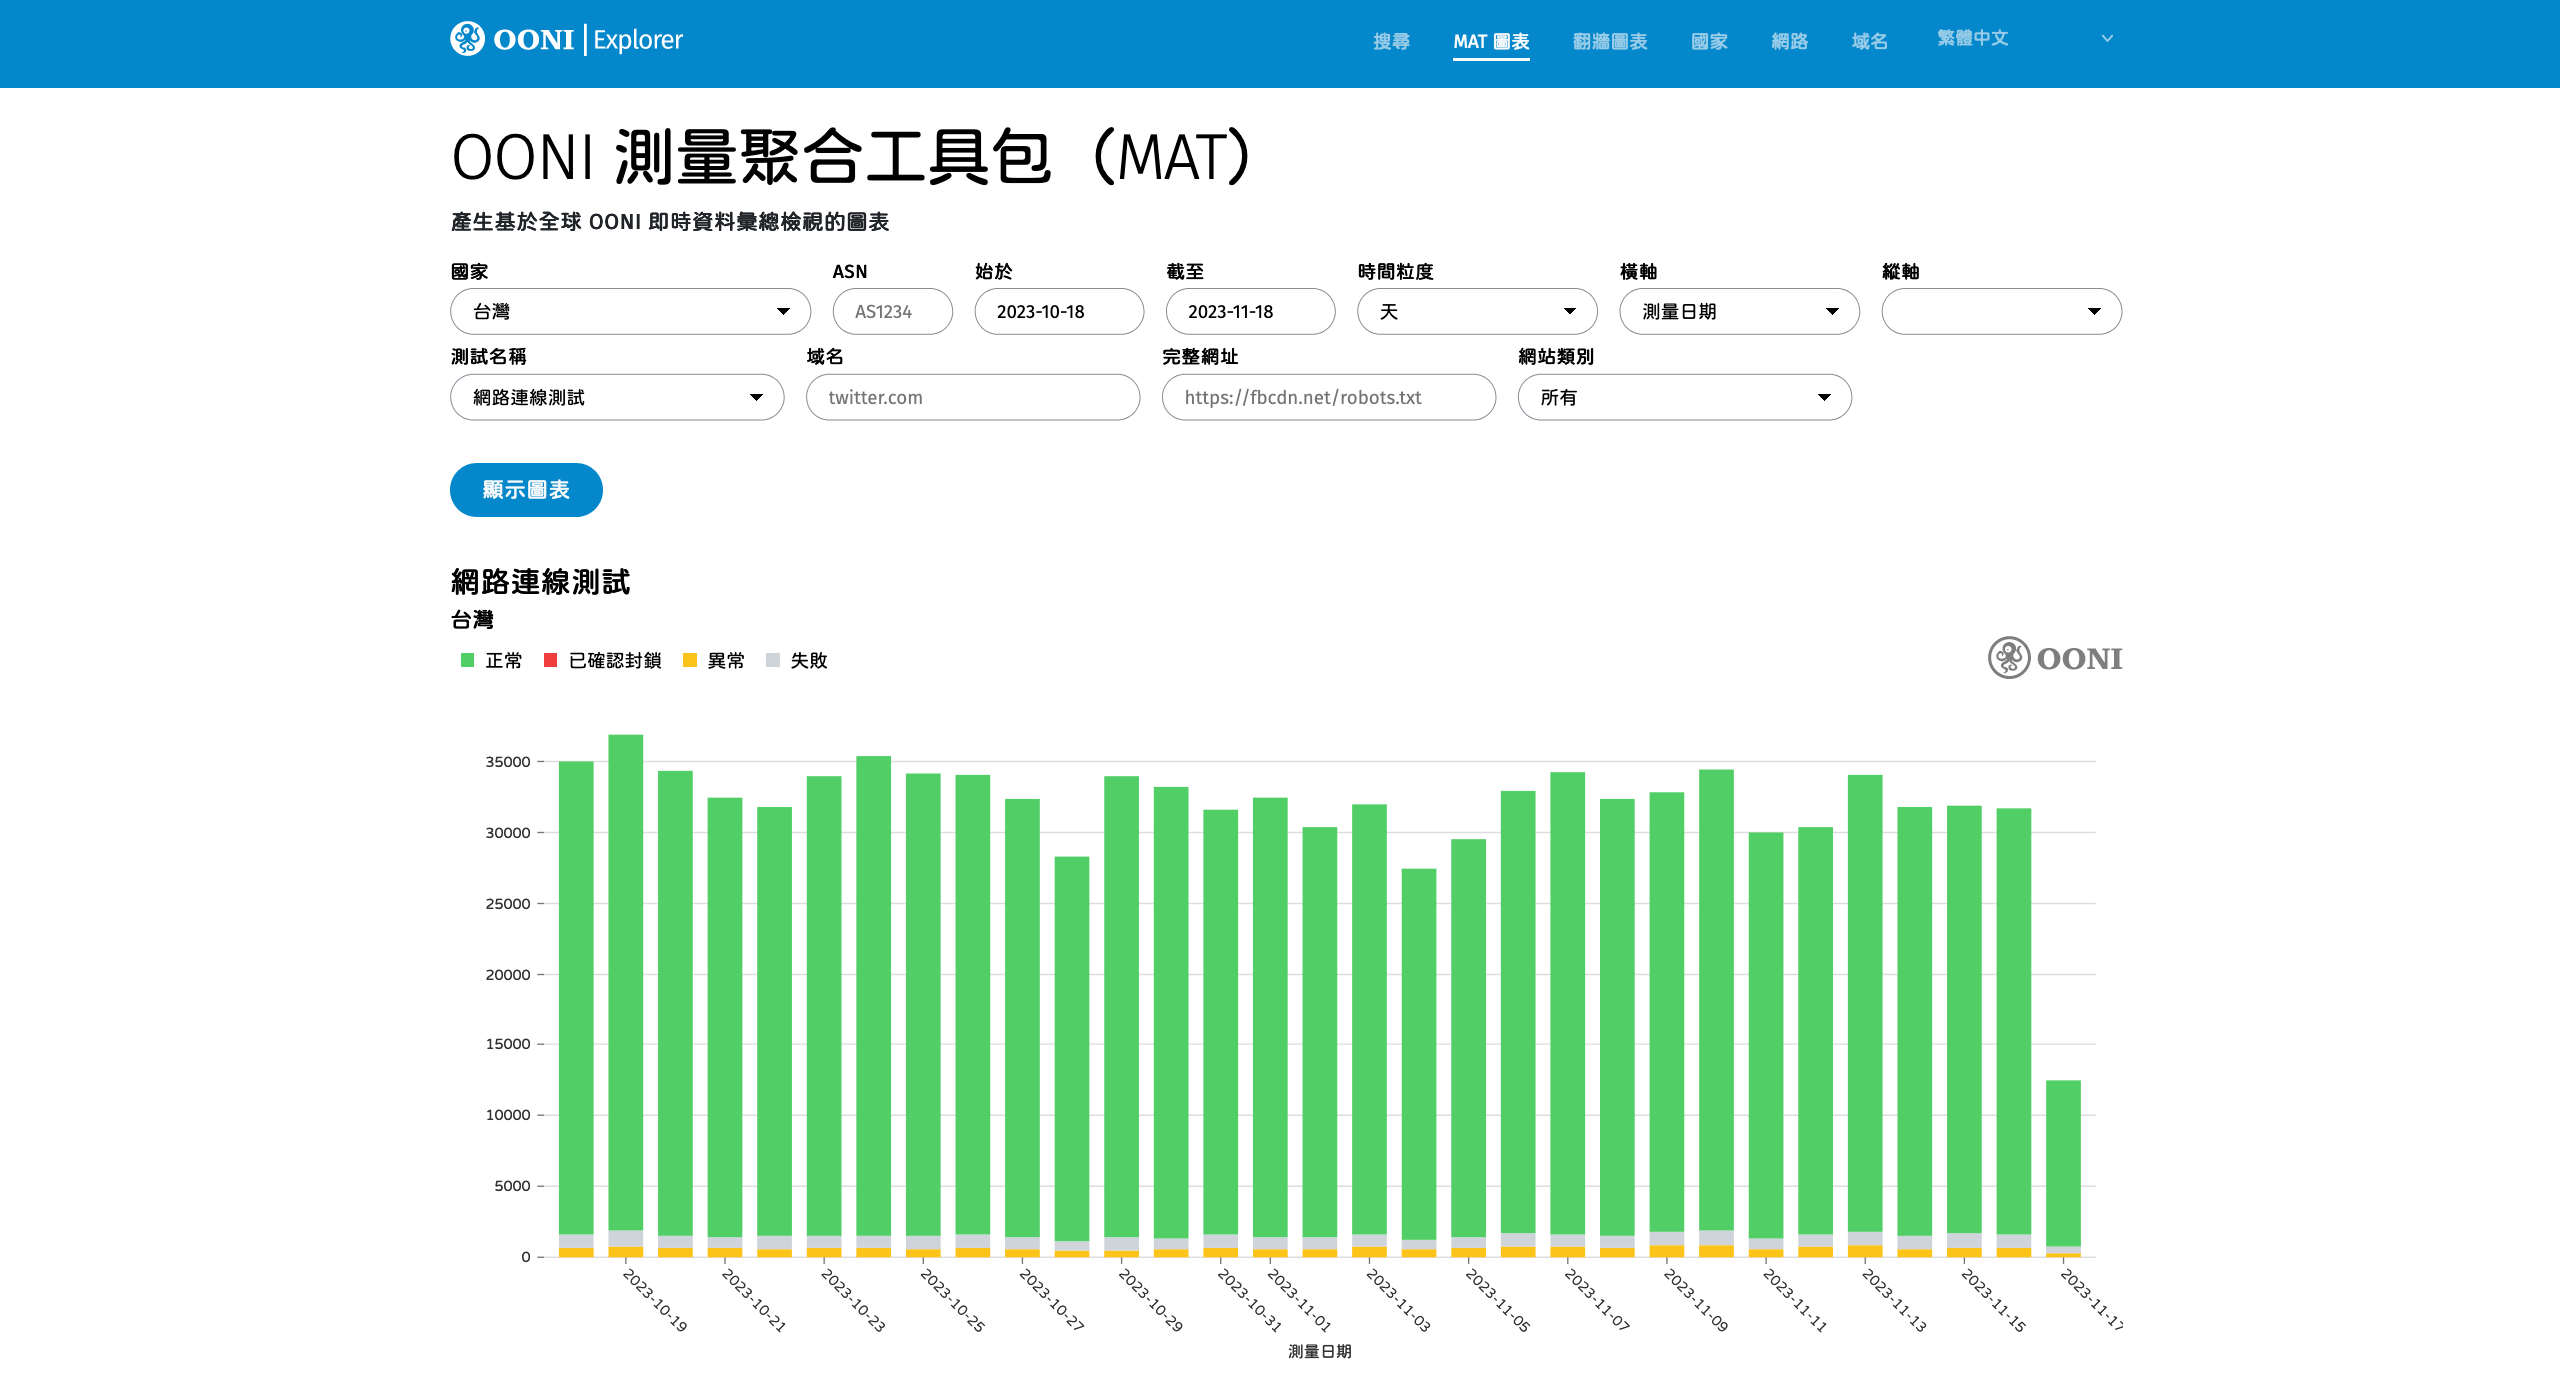 OONI Explorer 搜尋 MAT 圖表 翻牆圖表 國家 網路 域名 繁體中文
OONI 測量聚合工具包（MAT）
產生基於全球 OONI 即時資料彙總檢視的圖表
國家 ASN 始於 截至 時間粒度 橫軸 縱軸
台灣 AS1234 2023-10-18 2023-11-18 天 測量日期
測試名稱 域名 完整網址 網站類別
網路連線測試 twitter.com https://fbcdn.net/robots.txt 所有
顯示圖表
網路連線測試
台灣
正常 已確認封鎖 異常 失敗
OONI
35000
30000
25000
20000
15000
10000
5000
0
2023-10-19 2023-10-21 2023-10-23 2023-10-25 2023-10-27 2023-10-29 2023-10-31 2023-11-01 2023-11-03 2023-11-05 2023-11-07 2023-11-09 2023-11-11 2023-11-13 2023-11-15 2023-11-17
測量日期